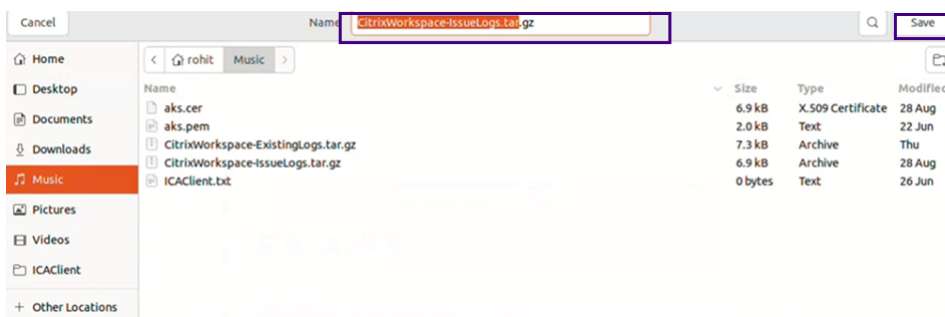 Cancel Name CitrixWorkspace-IssueLogs.tar.gz Save
Home
Desktop
Documents
Downloads
Music
Pictures
Videos
ICAClient
+ Other Locations
rohit Music
Name Size Type Modified
aks.cer 6.9 kB X.509 Certificate 28 Aug
aks.pem 2.0 kB Text 22 Jun
CitrixWorkspace-ExistingLogs.tar.gz 7.3 kB Archive Thu
CitrixWorkspace-IssueLogs.tar.gz 6.9 kB Archive 28 Aug
ICAClient.txt 0 bytes Text 26 Jun